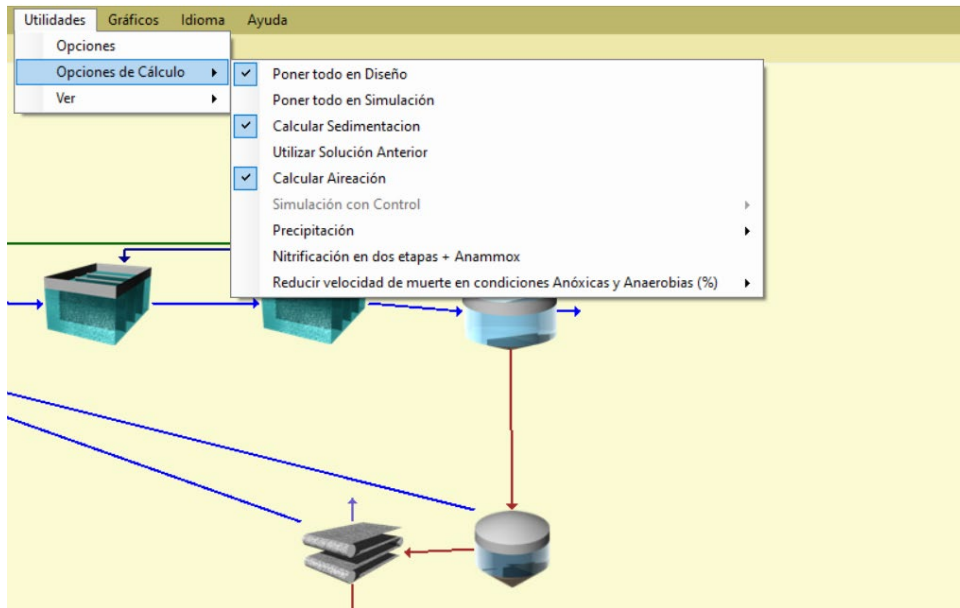 Utilidades Gráficos Idioma Ayuda
Opciones
Opciones de Cálculo
Ver
Poner todo en Diseño
Poner todo en Simulación
Calcular Sedimentacion
Utilizar Solución Anterior
Calcular Aireación
Simulación con Control
Precipitación
Nitrificación en dos etapas + Anammox
Reducir velocidad de muerte en condiciones Anóxicas y Anaerobias (%)